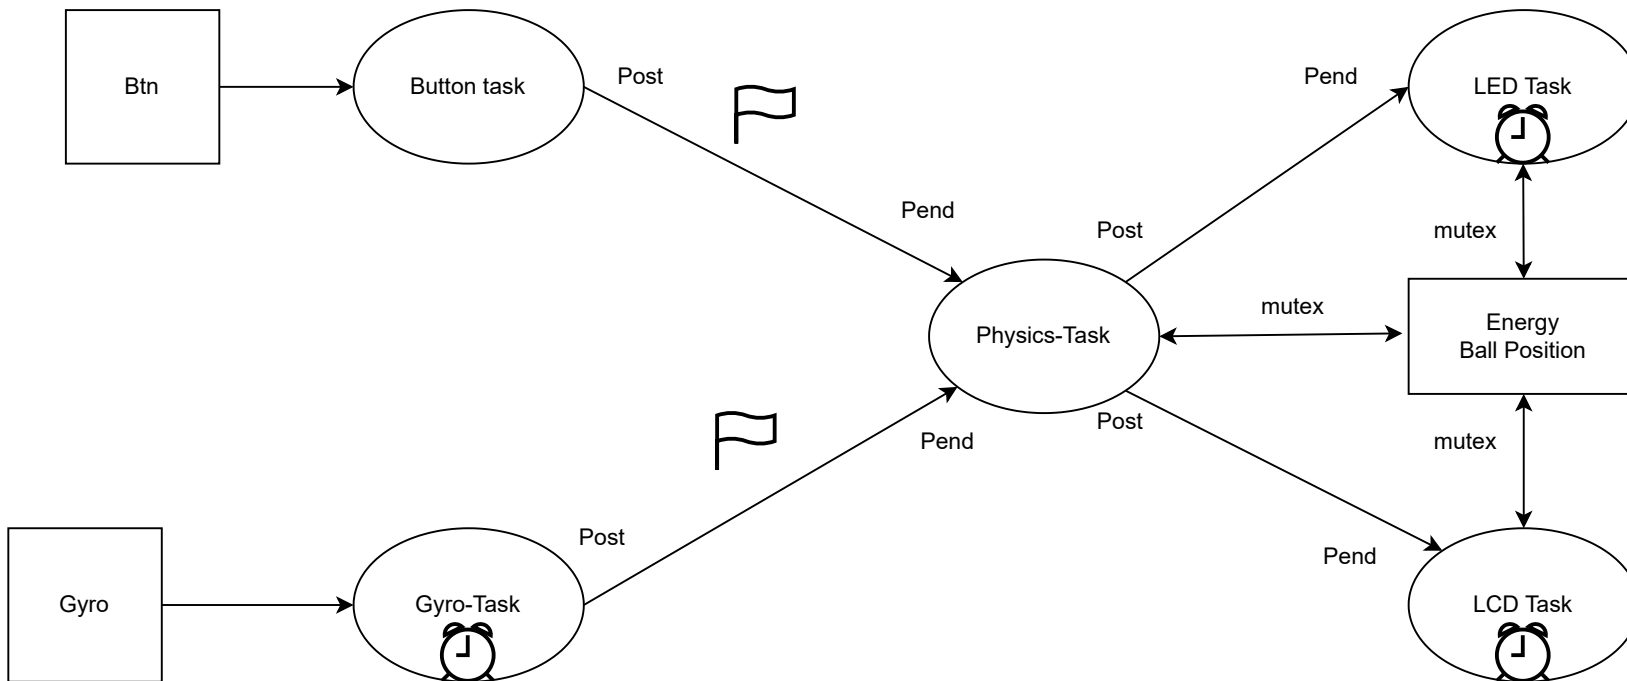 Btn
Button task
Post
Pend
LED Task
Pend
Post
mutex
Physics-Task
mutex
Energy
Ball Position
Post
Pend
mutex
Post
Pend
Gyro
Gyro-Task
LCD Task